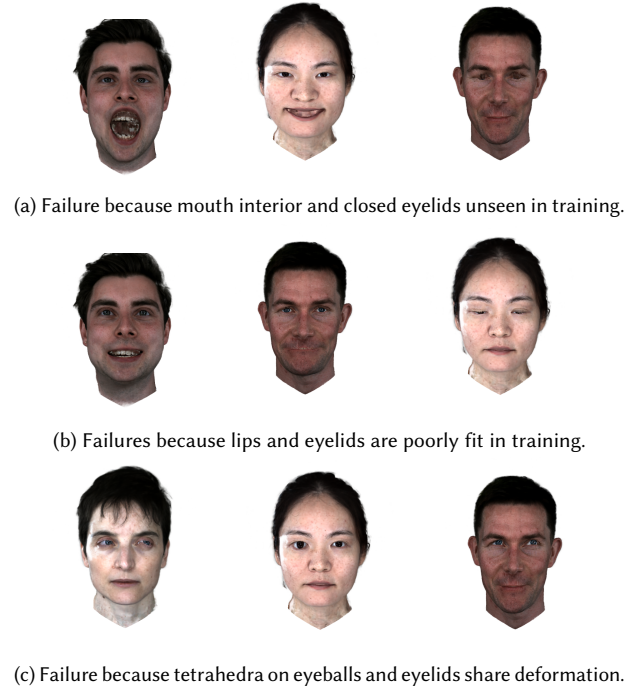 (a) Failure because mouth interior and closed eyelids unseen in training.
(b) Failures because lips and eyelids are poorly fit in training.
(c) Failure because tetrahedra on eyeballs and eyelids share deformation.